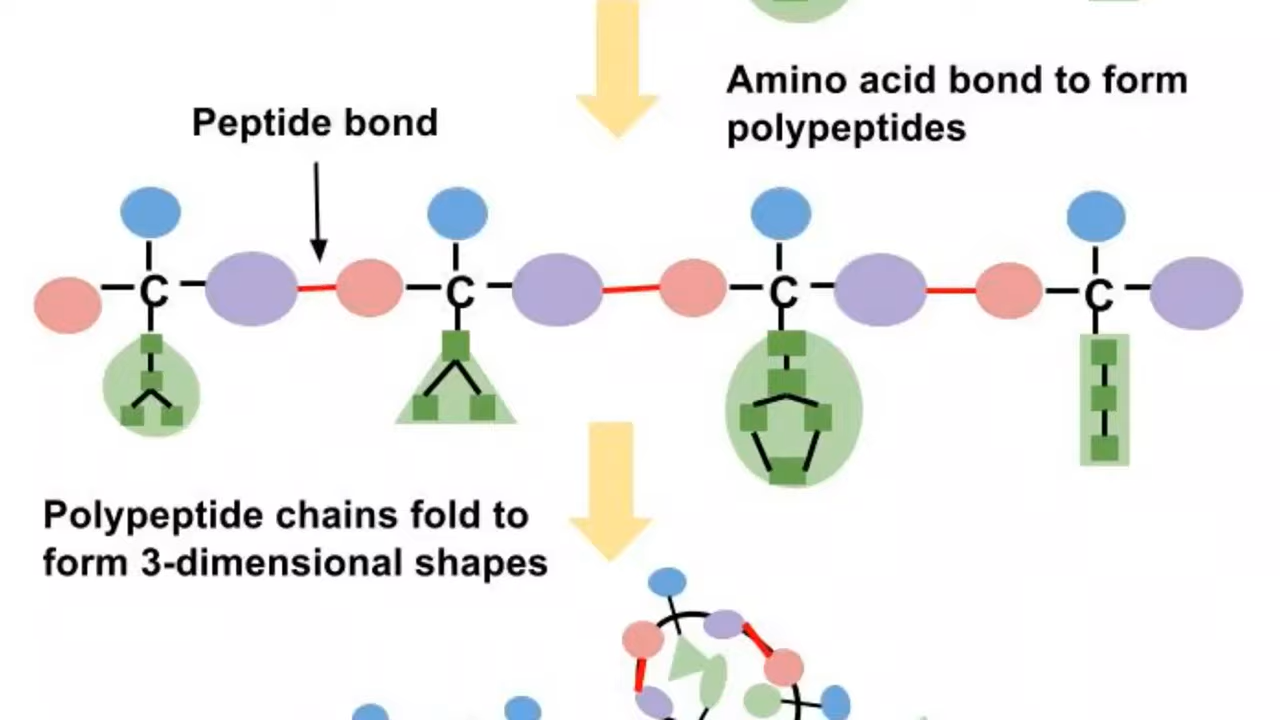 Amino acid bond to form
polypeptides
Peptide bond
C
C
C
C
Polypeptide chains fold to
form 3-dimensional shapes